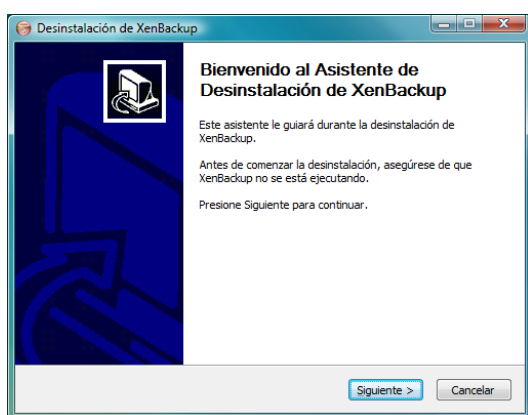 Desinstalación de XenBackup
Bienvenido al Asistente de
Desinstalación de XenBackup
Este asistente le guiará durante la desinstalación de
XenBackup.
Antes de comenzar la desinstalación, asegúrese de que
XenBackup no se está ejecutando.
Presione Siguiente para continuar.
Siguiente >
Cancelar